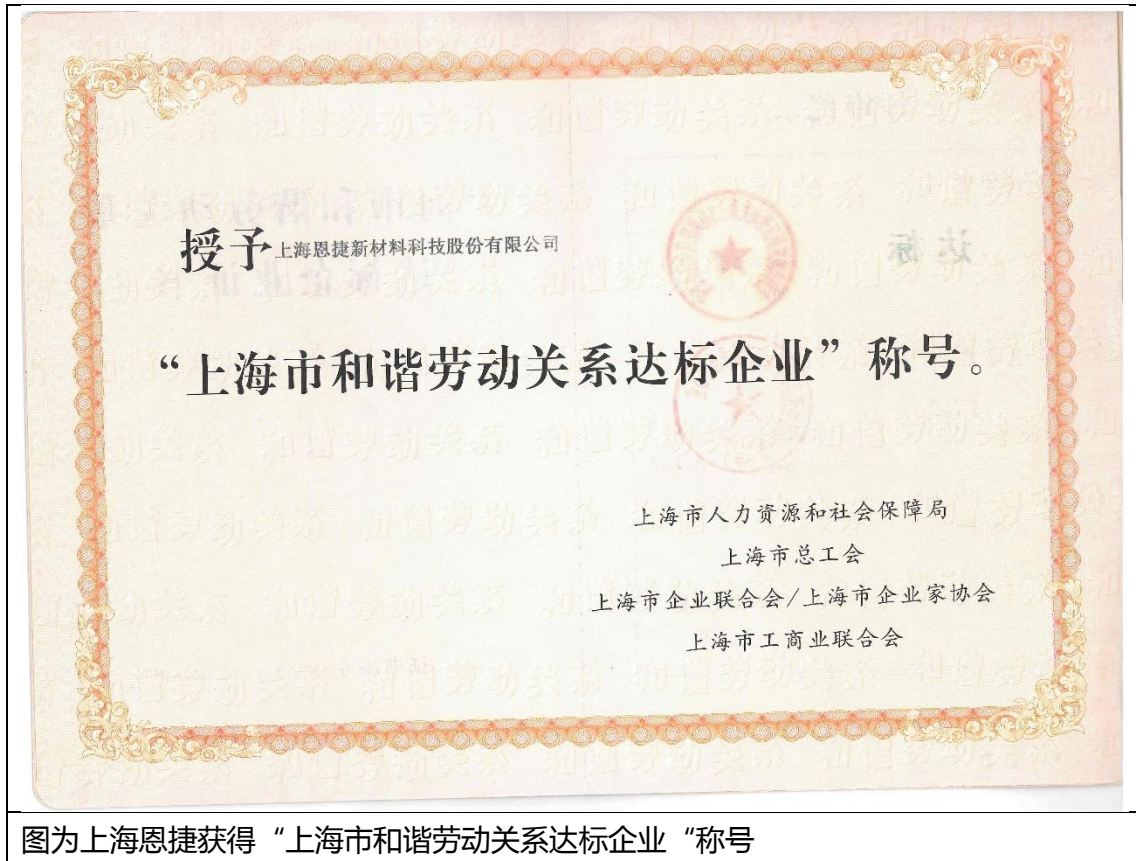 授予上海恩捷新材料科技股份有限公司
“上海市和谐劳动关系达标企业”称号。
上海市人力资源和社会保障局
上海市总工会
上海市企业联合会/上海市企业家协会
上海市工商业联合会
图为上海恩捷获得“上海市和谐劳动关系达标企业“称号